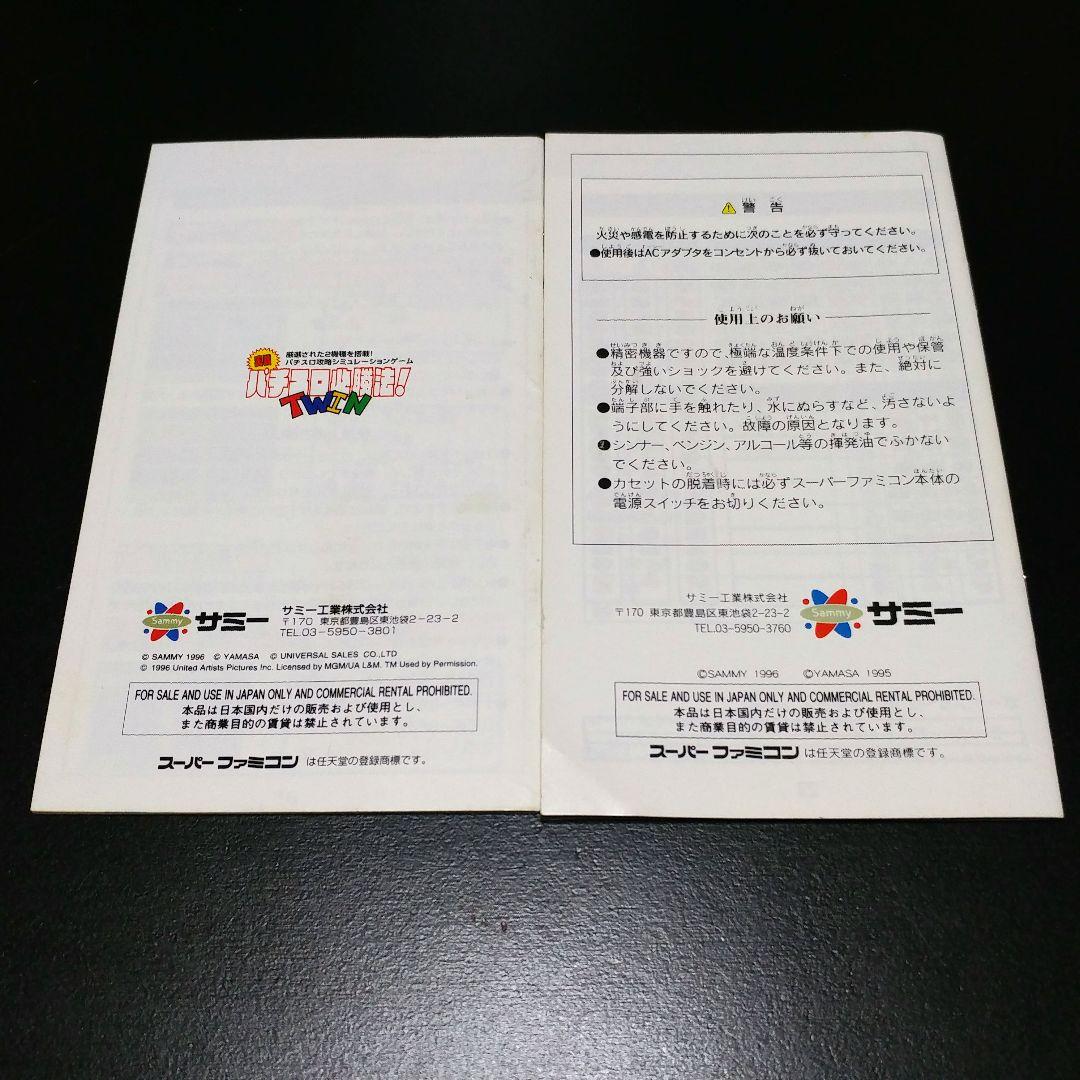 厳選された2機種を搭載!
パチスロ攻略シミュレーションゲーム
実戦
パチスロ必勝法!
TWIN
Sammy サミー
サミー工業株式会社
〒170 東京都豊島区東池袋2-23-2
TEL.03-5950-3801
© SAMMY 1996 © YAMASA © UNIVERSAL SALES CO.,LTD
© 1996 United Artists Pictures Inc. Licensed by MGM/UA L&M. TM Used by Permission.
FOR SALE AND USE IN JAPAN ONLY AND COMMERCIAL RENTAL PROHIBITED.
本品は日本国内だけの販売および使用とし、
また商業目的の賃貸は禁止されています。
スーパーファミコン は任天堂の登録商標です。
警告
火災や感電を防止するために次のことを必ず守ってください。
●使用後はACアダプタをコンセントから必ず抜いておいてください。
使用上のお願い
●精密機器ですので、極端な温度条件下での使用や保管
及び強いショックを避けてください。また、絶対に
分解しないでください。
●端子部に手を触れたり、水にぬらすなど、汚さないよ
うにしてください。故障の原因となります。
●シンナー、ベンジン、アルコール等の揮発油でふかない
でください。
●カセットの脱着時には必ずスーパーファミコン本体の
電源スイッチをお切りください。
サミー工業株式会社
〒170 東京都豊島区東池袋2-23-2
TEL.03-5950-3760
Sammy サミー
©SAMMY 1996 ©YAMASA 1995
FOR SALE AND USE IN JAPAN ONLY AND COMMERCIAL RENTAL PROHIBITED.
本品は日本国内だけの販売および使用とし、
また商業目的の賃貸は禁止されています。
スーパーファミコン は任天堂の登録商標です。